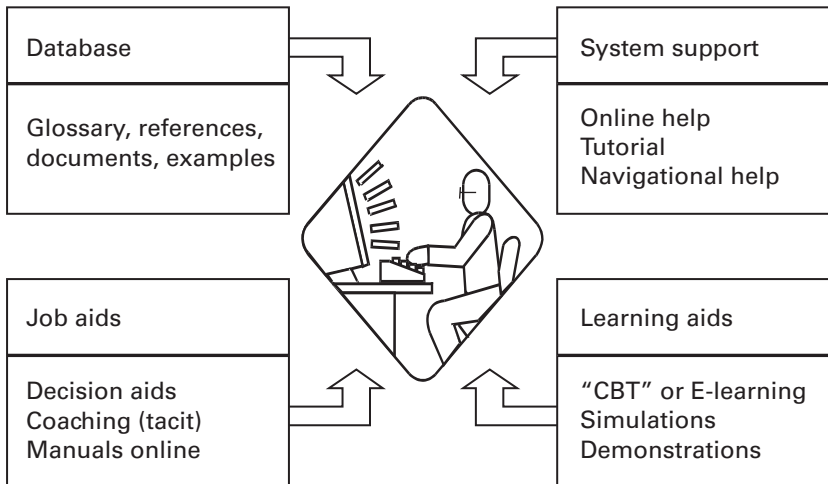 Database
Glossary, references,
documents, examples
System support
Online help
Tutorial
Navigational help
Job aids
Decision aids
Coaching (tacit)
Manuals online
Learning aids
“CBT” or E-learning
Simulations
Demonstrations